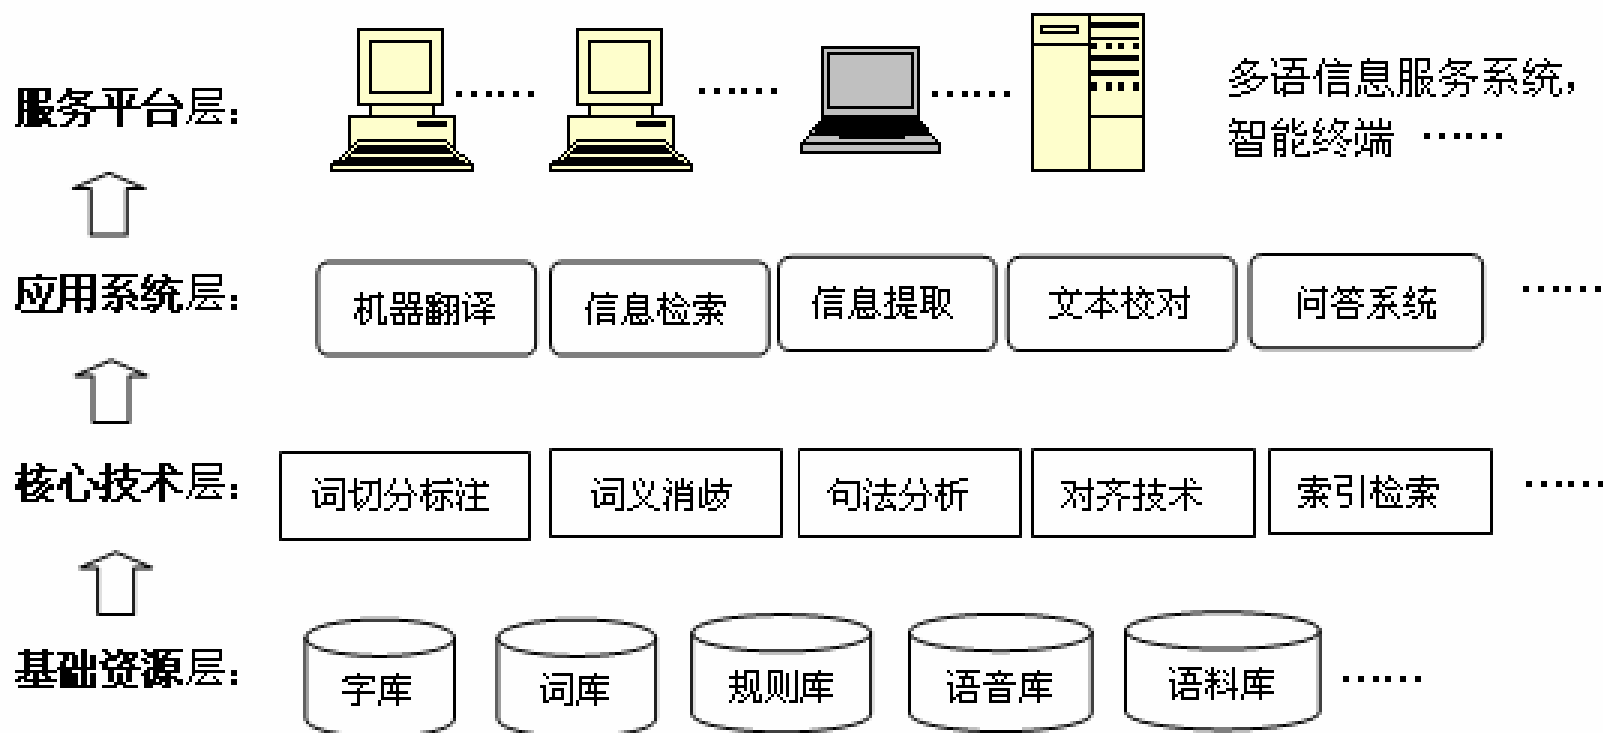 服务平台层：
…… …… ……
多语信息服务系统，
智能终端 ……
应用系统层：
机器翻译 信息检索 信息提取 文本校对 问答系统 ……
核心技术层：
词切分标注 词义消歧 句法分析 对齐技术 索引检索 ……
基础资源层：
字库 词库 规则库 语音库 语料库 ……